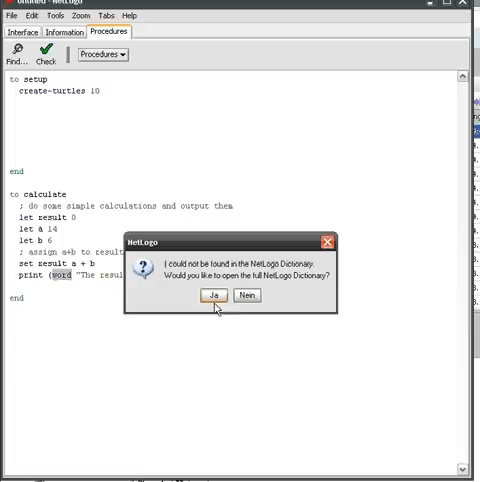 Untitled - NetLogo
File Edit Tools Zoom Tabs Help
Interface Information Procedures
Find... Check Procedures
to setup
create-turtles 10
end
to calculate
; do some simple calculations and output them
let result 0
let a 14
let b 6
; assign a+b to result
set result a + b
print (word "The resul
end
NetLogo
I could not be found in the NetLogo Dictionary.
Would you like to open the full NetLogo Dictionary?
Ja Nein